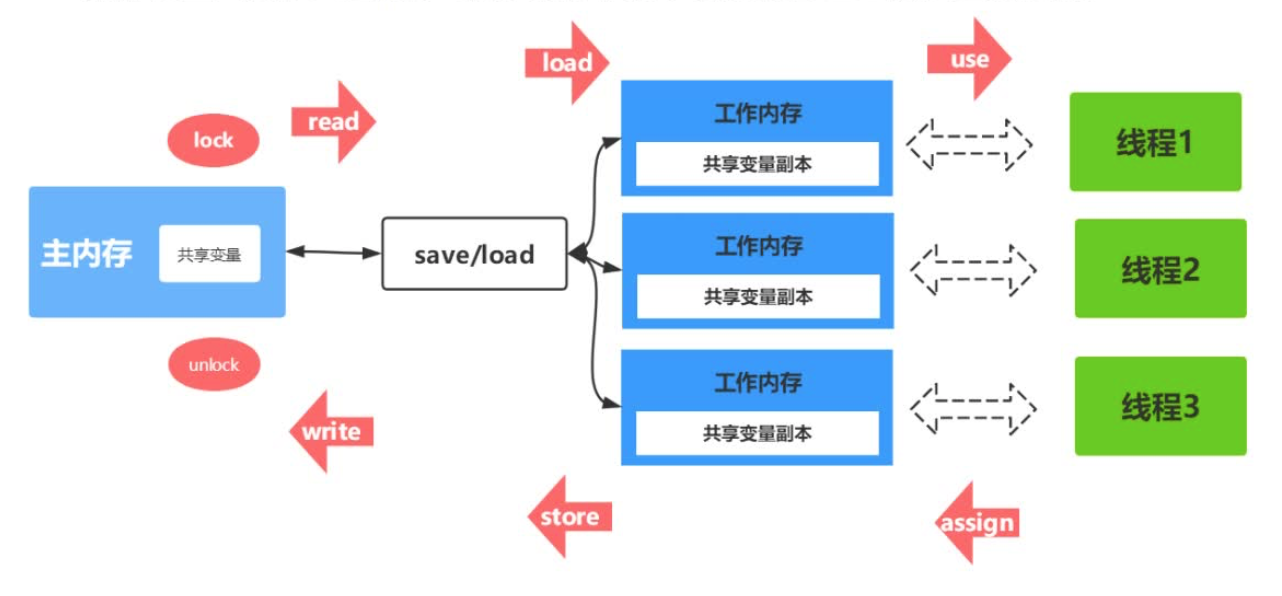 load
use
read
lock
工作内存
共享变量副本
线程1
主内存
共享变量
save/load
工作内存
共享变量副本
线程2
unlock
工作内存
共享变量副本
线程3
write
store
assign